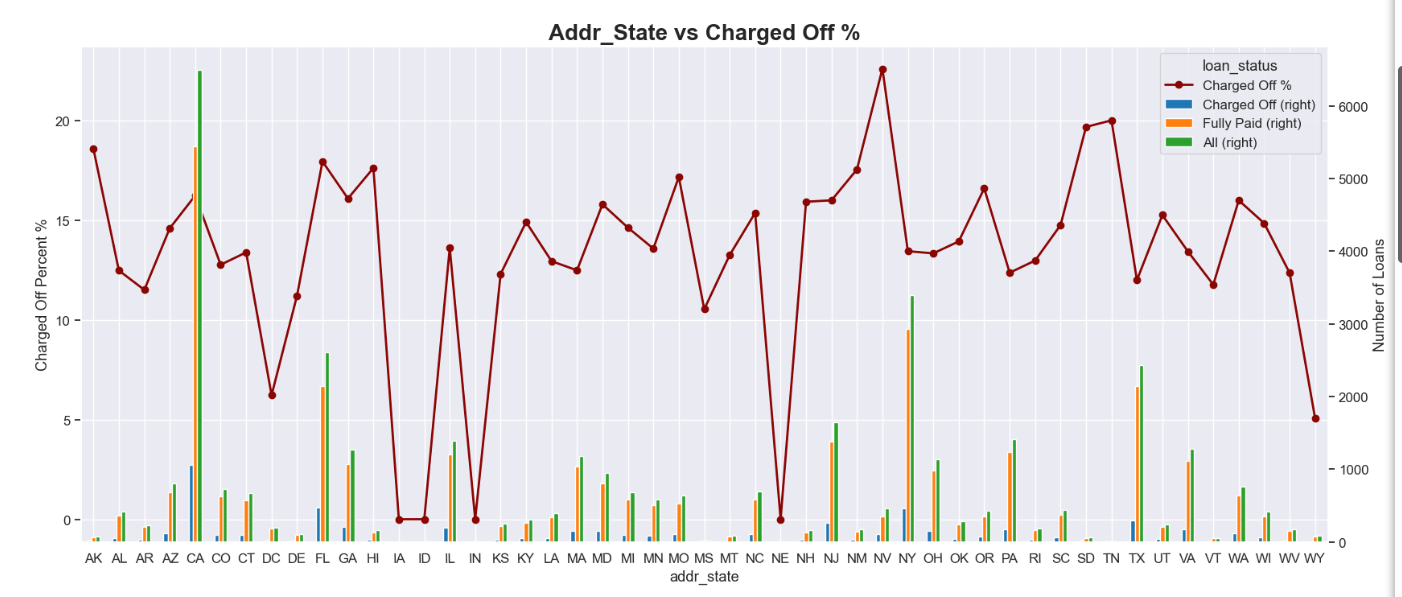 Addr_State vs Charged Off %
loan_status
Charged Off %
Charged Off (right)
Fully Paid (right)
All (right)
Charged Off Percent %
20
15
10
5
0
Number of Loans
6000
5000
4000
3000
2000
1000
0
AK AL AR AZ CA CO CT DC DE FL GA HI IA ID IL IN KS KY LA MA MD MI MN MO MS MT NC NE NH NJ NM NV NY OH OK OR PA RI SC SD TN TX UT VA VT WA WI WV WY
addr_state